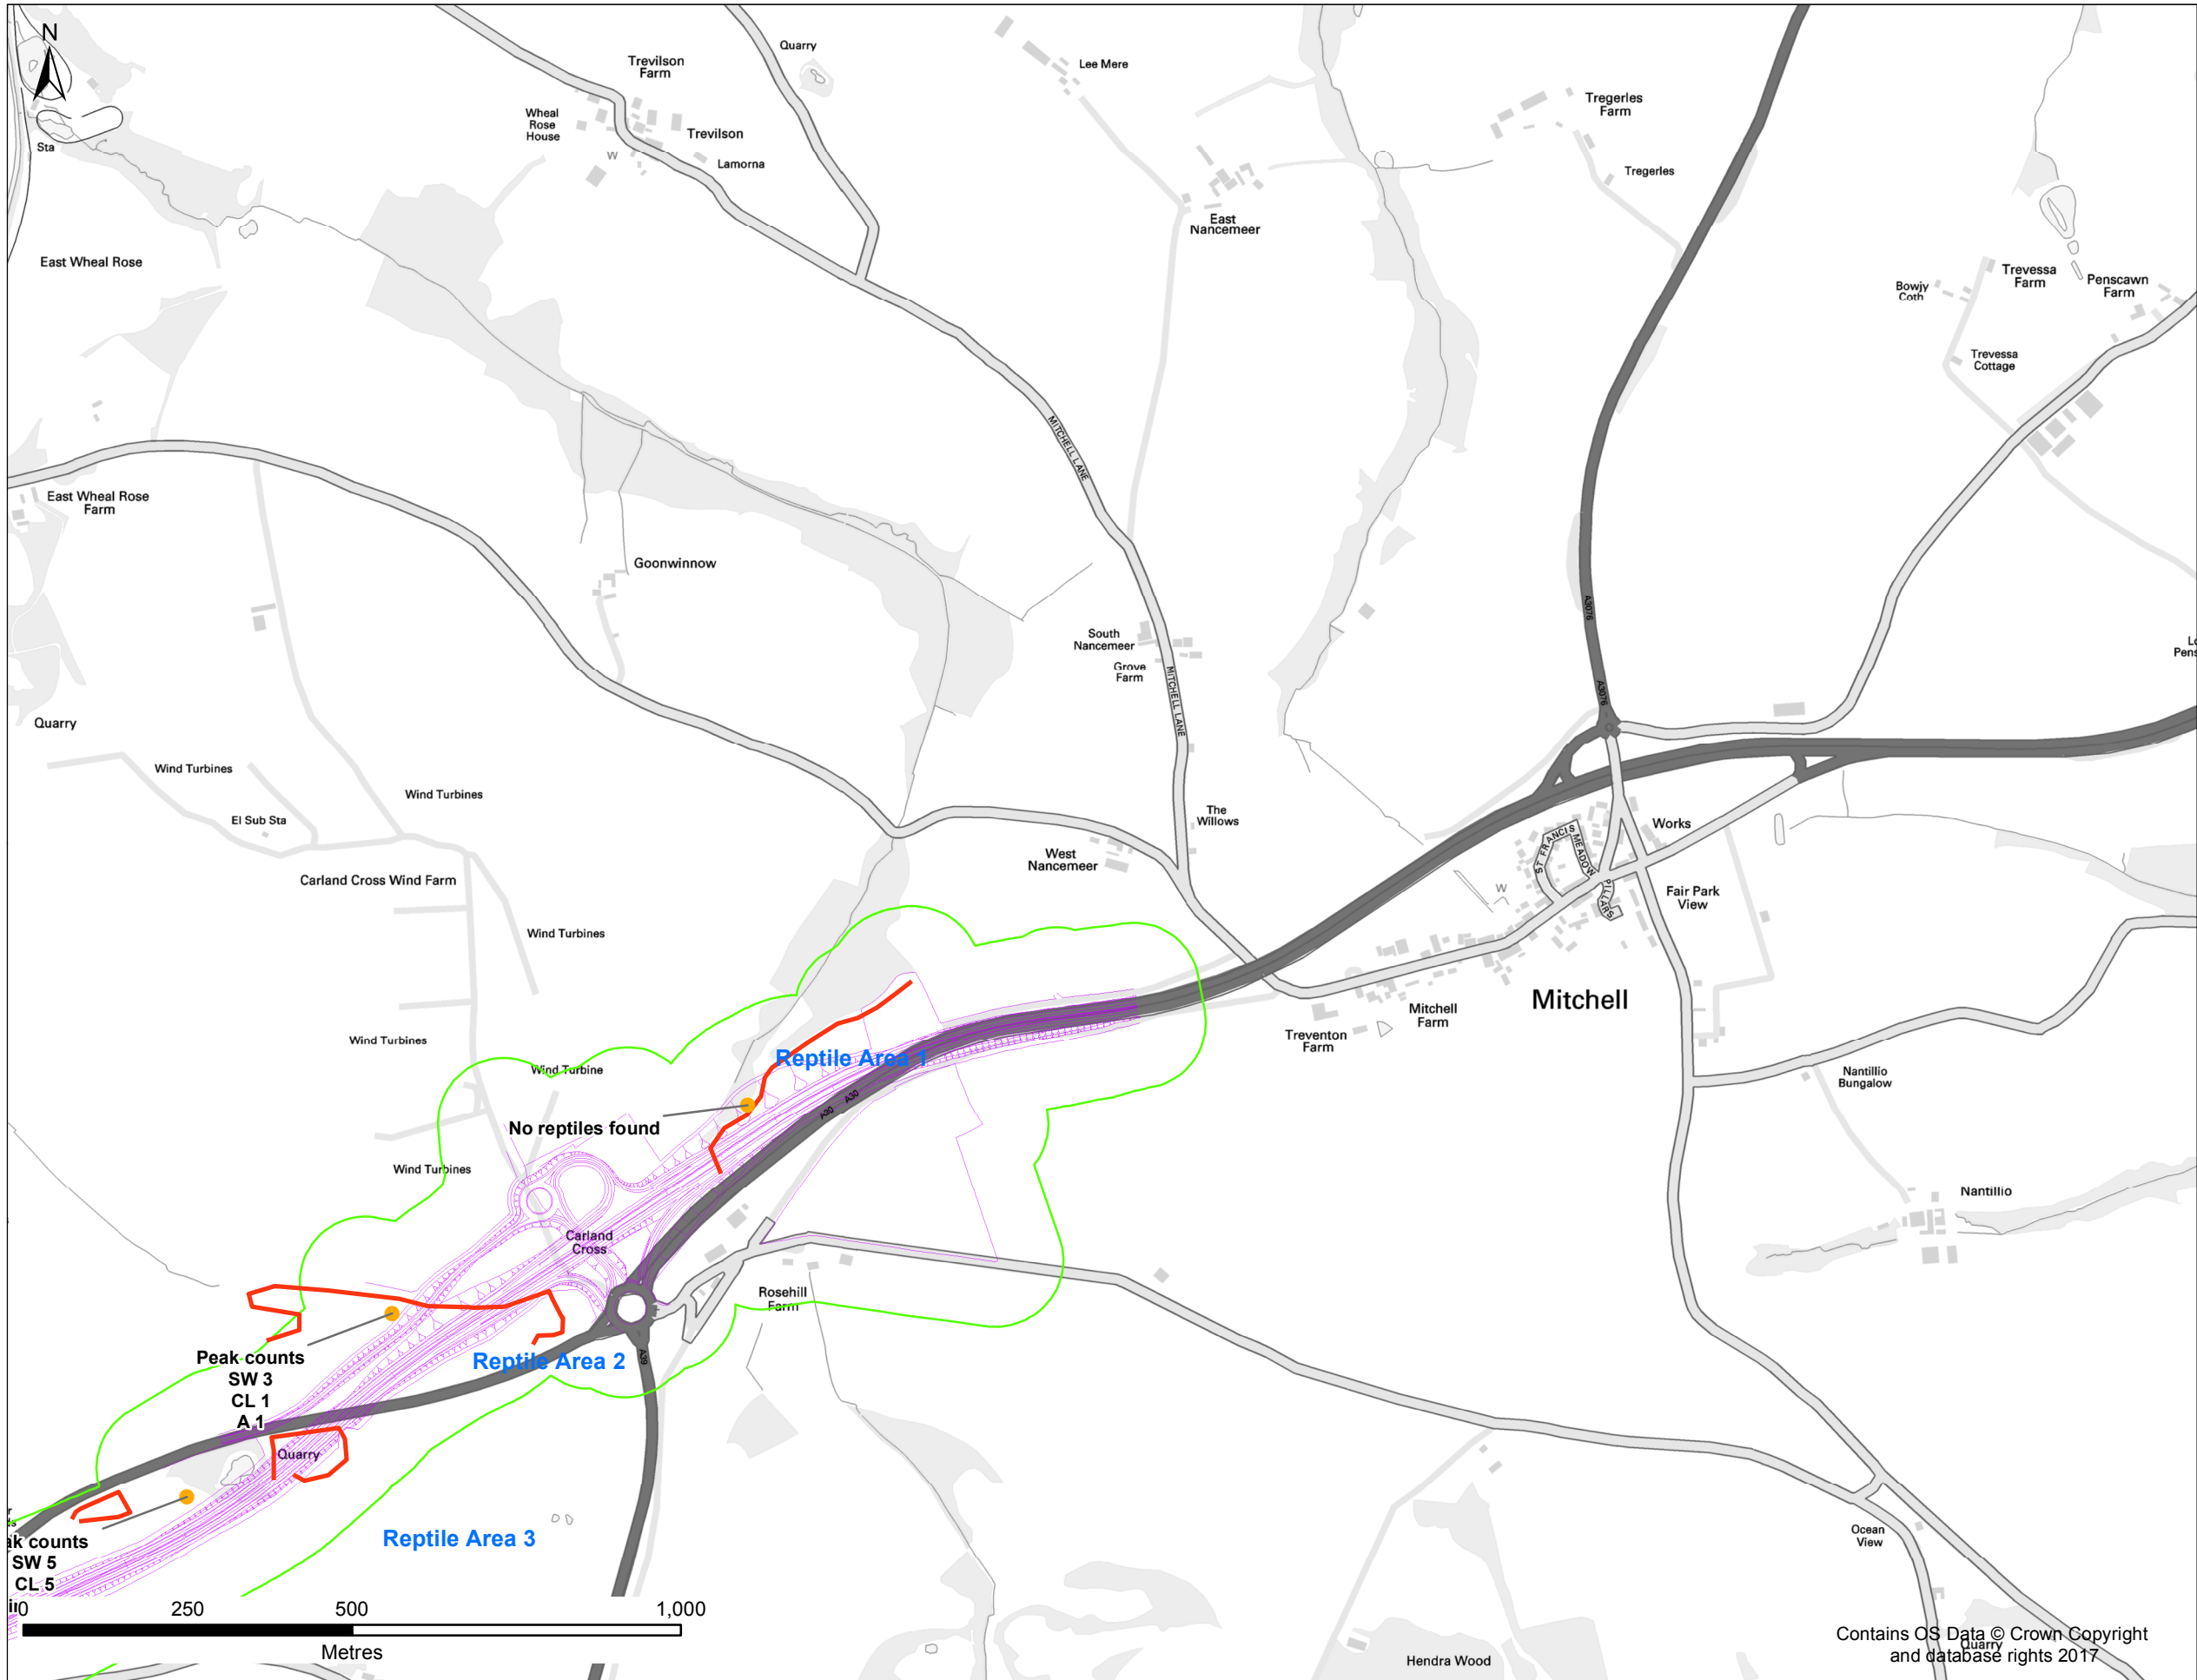 N
Sta
Trevilson
Farm
Quarry
Wheal
Rose
House
W
Trevilson
Lamorna
Lee Mere
East
Nancemeer
Tregerles
Farm
Tregerles
Bowjy
Coth
Trevessa
Farm
Penscawn
Farm
Trevessa
Cottage
East Wheal Rose
East Wheal Rose
Farm
MITCHELL LANE
Goonwinnow
South
Nancemeer
Grove
Farm
MITCHELL LANE
A3076
A3076
Quarry
Wind Turbines
Wind Turbines
El Sub Sta
Carland Cross Wind Farm
Wind Turbines
Wind Turbines
Wind Turbine
Wind Turbines
The
Willows
West
Nancemeer
Works
ST FRANCIS
MEADOW
PILLARS
W
Fair Park
View
Mitchell
Mitchell
Farm
Treventon
Farm
Nantillio
Bungalow
Nantillio
Reptile Area 1
No reptiles found
A30
A30
Carland
Cross
Rosehill
Farm
Peak counts
SW 3
CL 1
A 1
Reptile Area 2
A39
Quarry
Reptile Area 3
ak counts
SW 5
CL 5
Ocean
View
Quarry
Hendra Wood
0 250 500 1,000
Metres
Contains OS Data © Crown Copyright
and database rights 2017